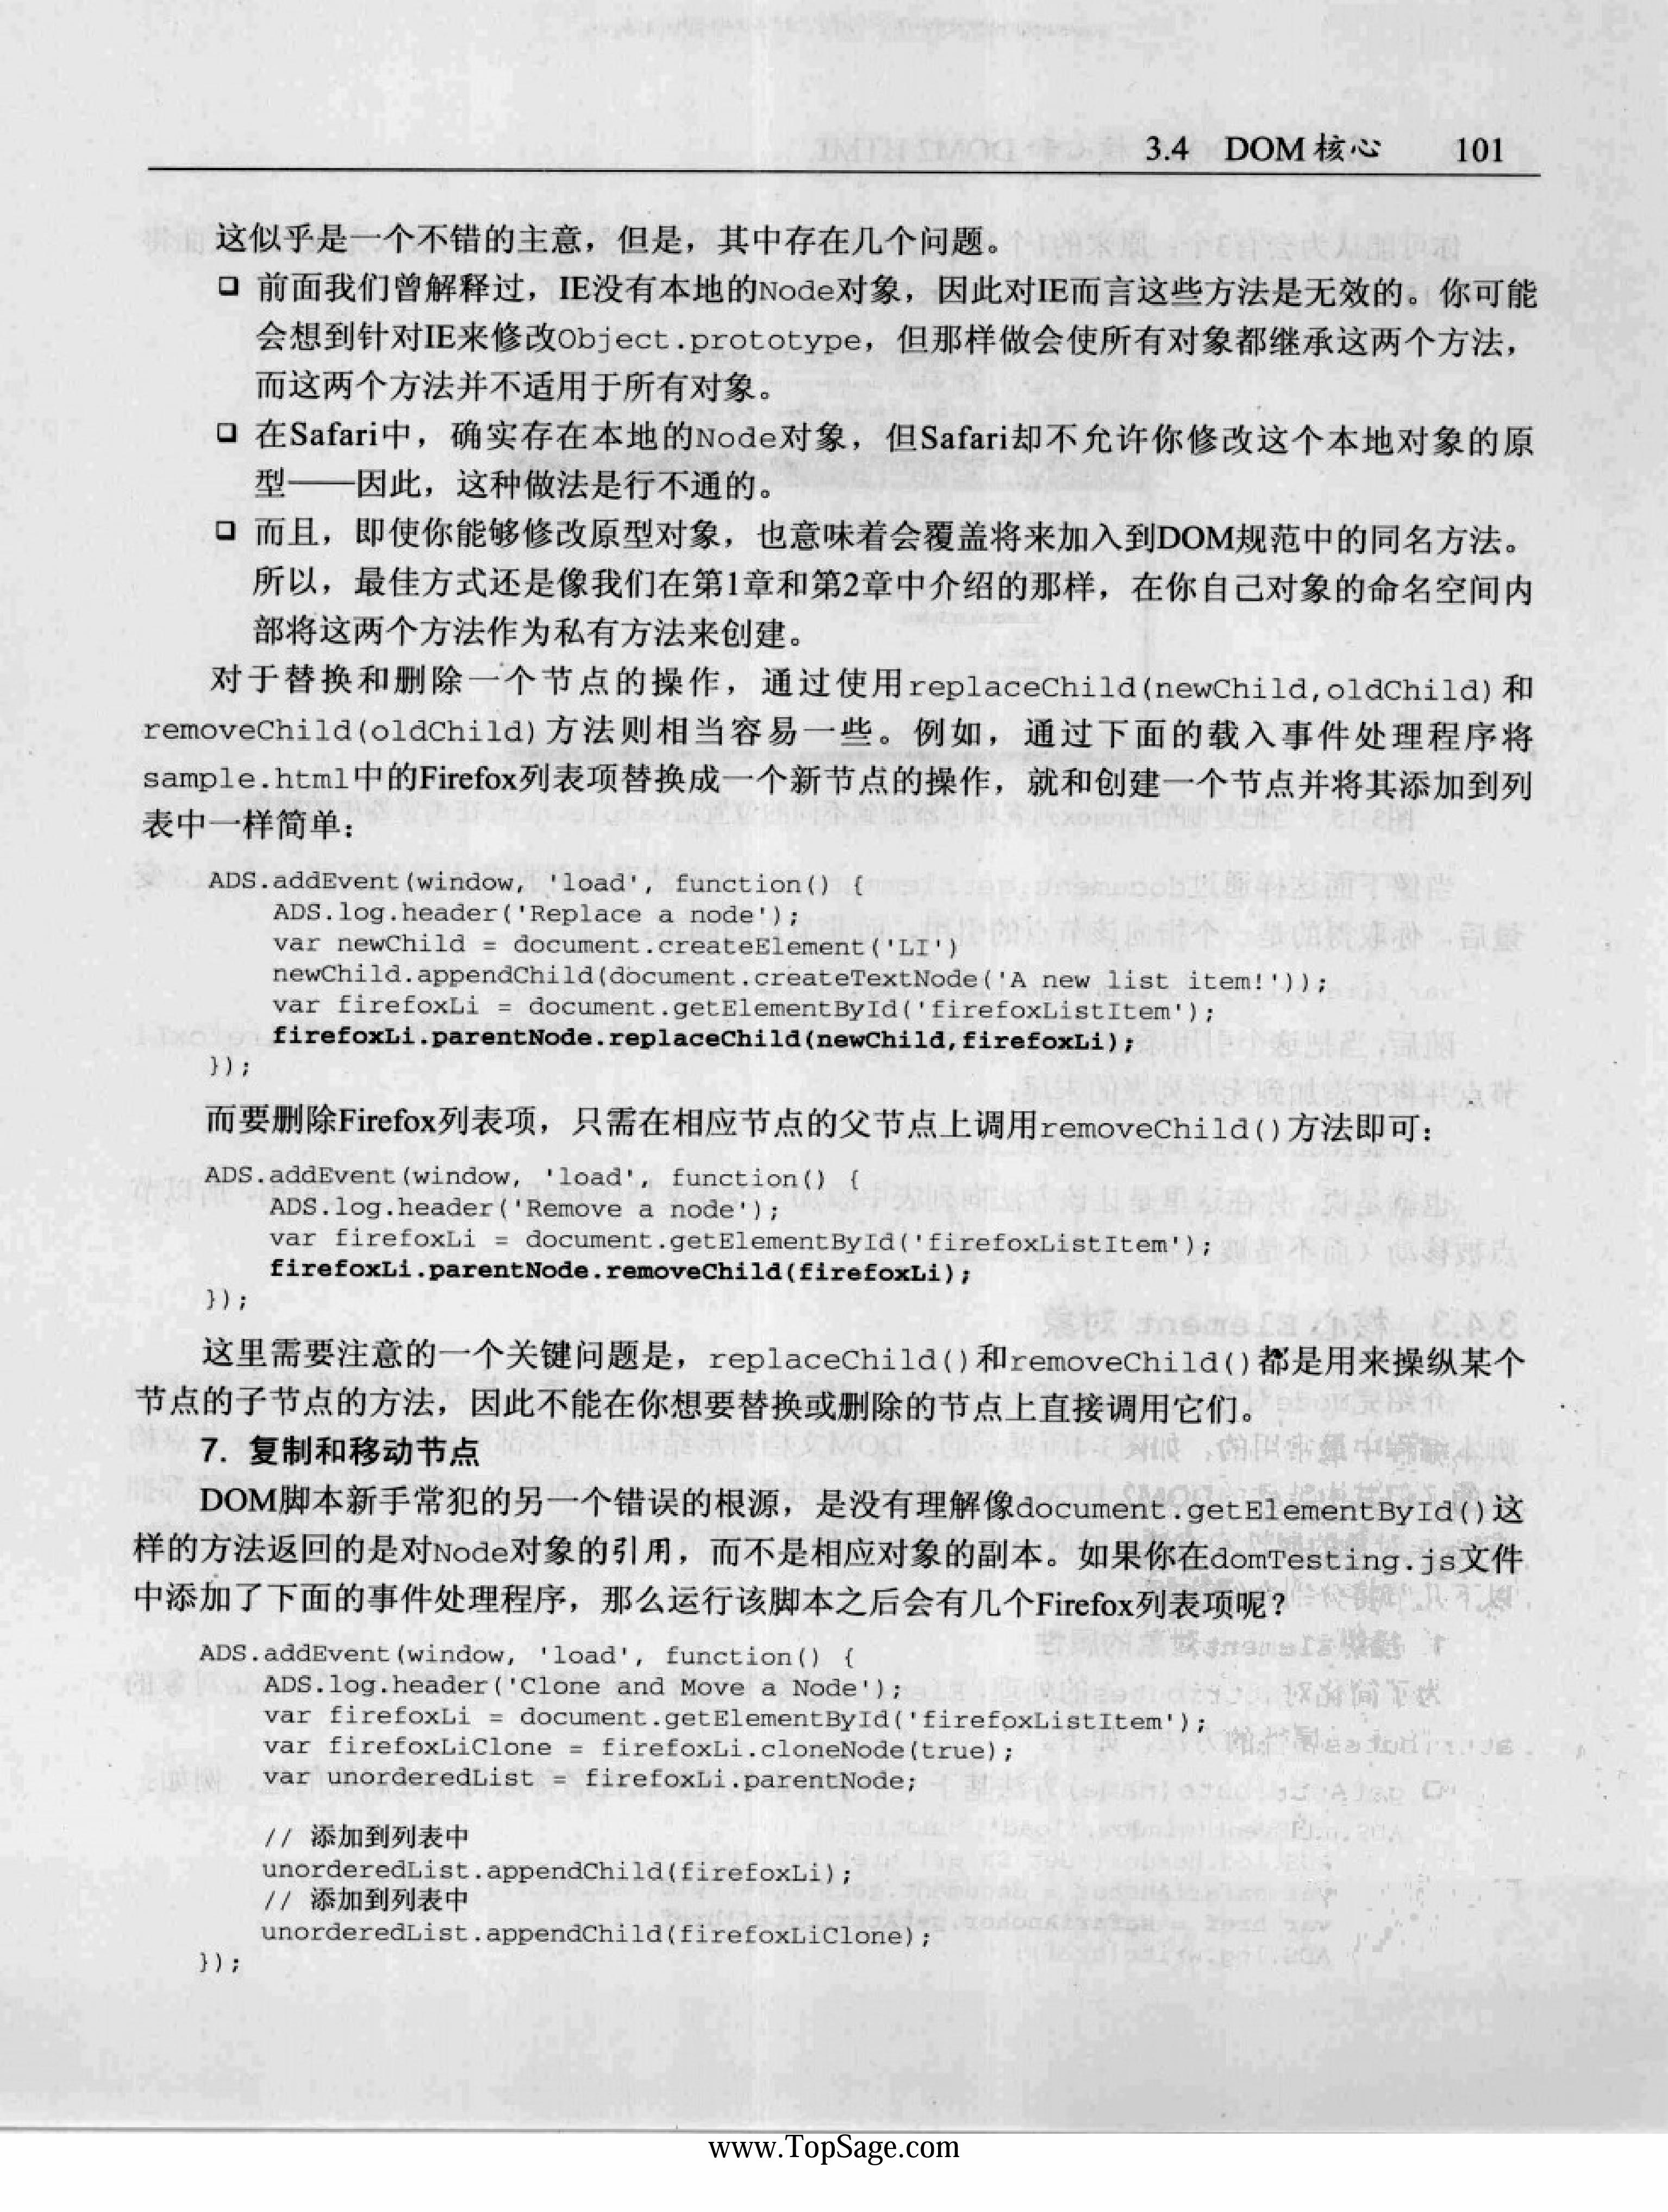 3.4 DOM 核心 101
这似乎是一个不错的主意，但是，其中存在几个问题。
❑ 前面我们曾解释过，IE没有本地的Node对象，因此对IE而言这些方法是无效的。你可能
会想到针对IE来修改Object.prototype，但那样做会使所有对象都继承这两个方法，
而这两个方法并不适用于所有对象。
❑ 在Safari中，确实存在本地的Node对象，但Safari却不允许你修改这个本地对象的原
型——因此，这种做法是行不通的。
❑ 而且，即使你能够修改原型对象，也意味着会覆盖将来加入到DOM规范中的同名方法。
所以，最佳方式还是像我们在第1章和第2章中介绍的那样，在你自己对象的命名空间内
部将这两个方法作为私有方法来创建。
对于替换和删除一个节点的操作，通过使用replaceChild(newChild,oldChild)和
removeChild(oldChild)方法则相当容易一些。例如，通过下面的载入事件处理程序将
sample.html中的Firefox列表项替换成一个新节点的操作，就和创建一个节点并将其添加到列
表中一样简单：
ADS.addEvent(window, 'load', function() {
ADS.log.header('Replace a node');
var newChild = document.createElement('LI')
newChild.appendChild(document.createTextNode('A new list item!'));
var firefoxLi = document.getElementById('firefoxListItem');
firefoxLi.parentNode.replaceChild(newChild,firefoxLi);
});
而要删除Firefox列表项，只需在相应节点的父节点上调用removeChild()方法即可：
ADS.addEvent(window, 'load', function() {
ADS.log.header('Remove a node');
var firefoxLi = document.getElementById('firefoxListItem');
firefoxLi.parentNode.removeChild(firefoxLi);
});
这里需要注意的一个关键问题是，replaceChild()和removeChild()都是用来操纵某个
节点的子节点的方法，因此不能在你想要替换或删除的节点上直接调用它们。
7. 复制和移动节点
DOM脚本新手常犯的另一个错误的根源，是没有理解像document.getElementById()这
样的方法返回的是对Node对象的引用，而不是相应对象的副本。如果你在domTesting.js文件
中添加了下面的事件处理程序，那么运行该脚本之后会有几个Firefox列表项呢？
ADS.addEvent(window, 'load', function() {
ADS.log.header('Clone and Move a Node');
var firefoxLi = document.getElementById('firefoxListItem');
var firefoxLiClone = firefoxLi.cloneNode(true);
var unorderedList = firefoxLi.parentNode;
// 添加到列表中
unorderedList.appendChild(firefoxLi);
// 添加到列表中
unorderedList.appendChild(firefoxLiClone);
});
www.TopSage.com